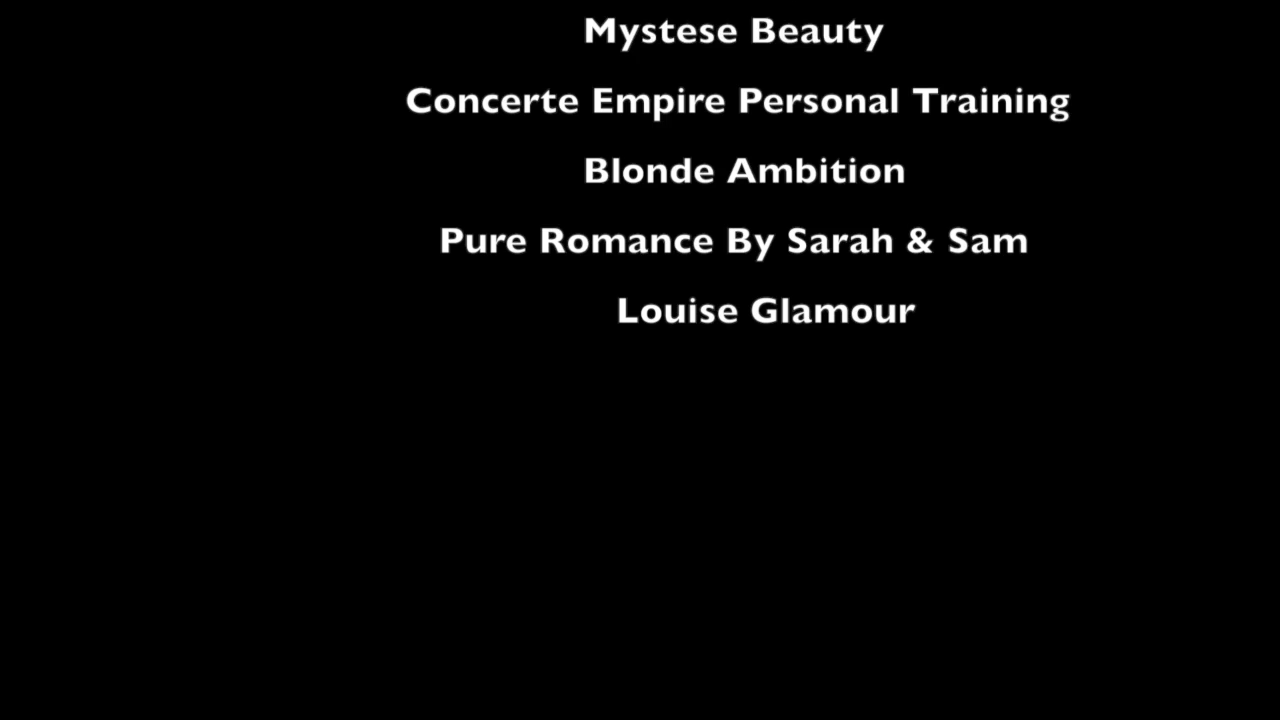 Mystese Beauty
Concerte Empire Personal Training
Blonde Ambition
Pure Romance By Sarah & Sam
Louise Glamour